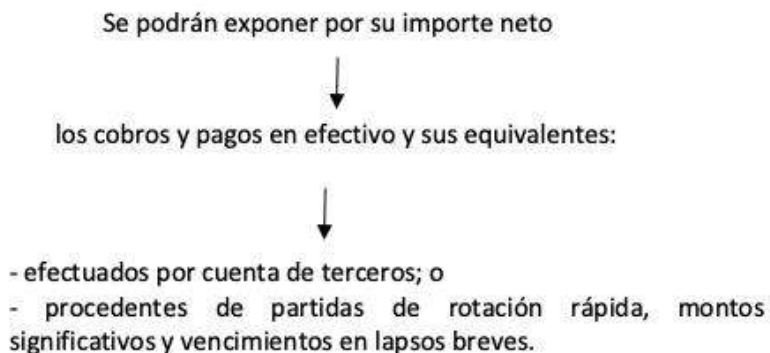 Se podrán exponer por su importe neto
los cobros y pagos en efectivo y sus equivalentes:
- efectuados por cuenta de terceros; o
- procedentes de partidas de rotación rápida, montos
significativos y vencimientos en lapsos breves.